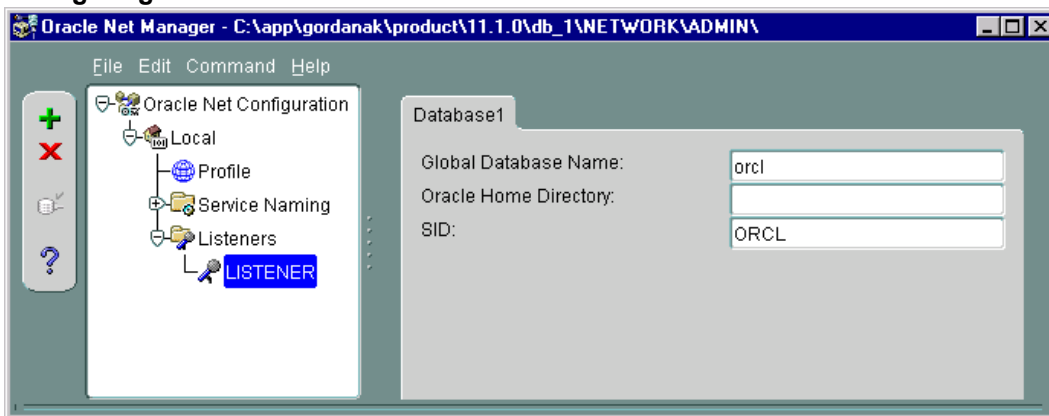 Oracle Net Manager - C:\app\gordanak\product\11.1.0\db_1\NETWORK\ADMIN\
File Edit Command Help
Oracle Net Configuration
Local
Profile
Service Naming
Listeners
LISTENER
Database1
Global Database Name: orcl
Oracle Home Directory:
SID: ORCL